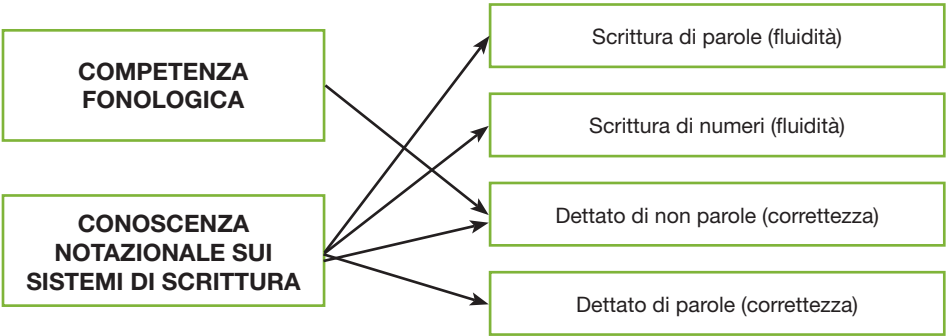 COMPETENZA
FONOLOGICA
CONOSCENZA
NOTAZIONALE SUI
SISTEMI DI SCRITTURA
Scrittura di parole (fluidità)
Scrittura di numeri (fluidità)
Dettato di non parole (correttezza)
Dettato di parole (correttezza)